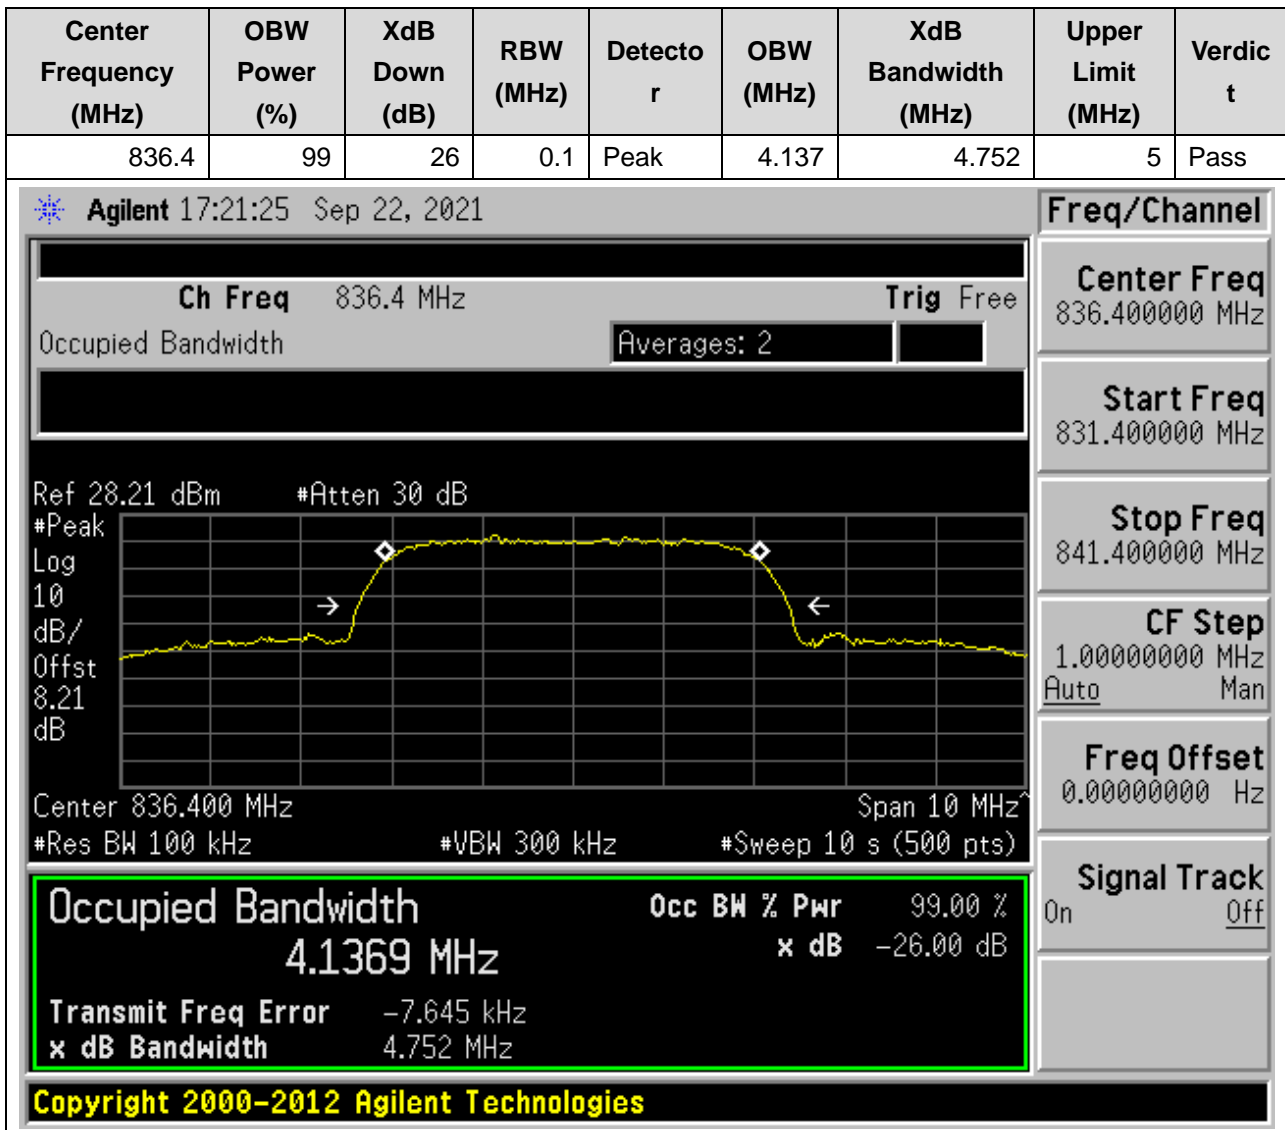 Center Frequency (MHz) OBW Power (%) XdB Down (dB) RBW (MHz) Detecto r OBW (MHz) XdB Bandwidth (MHz) Upper Limit (MHz) Verdic t
836.4 99 26 0.1 Peak 4.137 4.752 5 Pass
Agilent 17:21:25 Sep 22, 2021
Ch Freq 836.4 MHz Trig Free
Occupied Bandwidth Averages: 2
Ref 28.21 dBm #Atten 30 dB
#Peak
Log
10
dB/
Offst
8.21
dB
Center 836.400 MHz Span 10 MHz^
#Res BW 100 kHz #VBW 300 kHz #Sweep 10 s (500 pts)
Occupied Bandwidth Occ BW % Pwr 99.00 %
4.1369 MHz x dB -26.00 dB
Transmit Freq Error -7.645 kHz
x dB Bandwidth 4.752 MHz
Copyright 2000-2012 Agilent Technologies
Freq/Channel
Center Freq
836.400000 MHz
Start Freq
831.400000 MHz
Stop Freq
841.400000 MHz
CF Step
1.00000000 MHz
Auto Man
Freq Offset
0.00000000 Hz
Signal Track
On Off